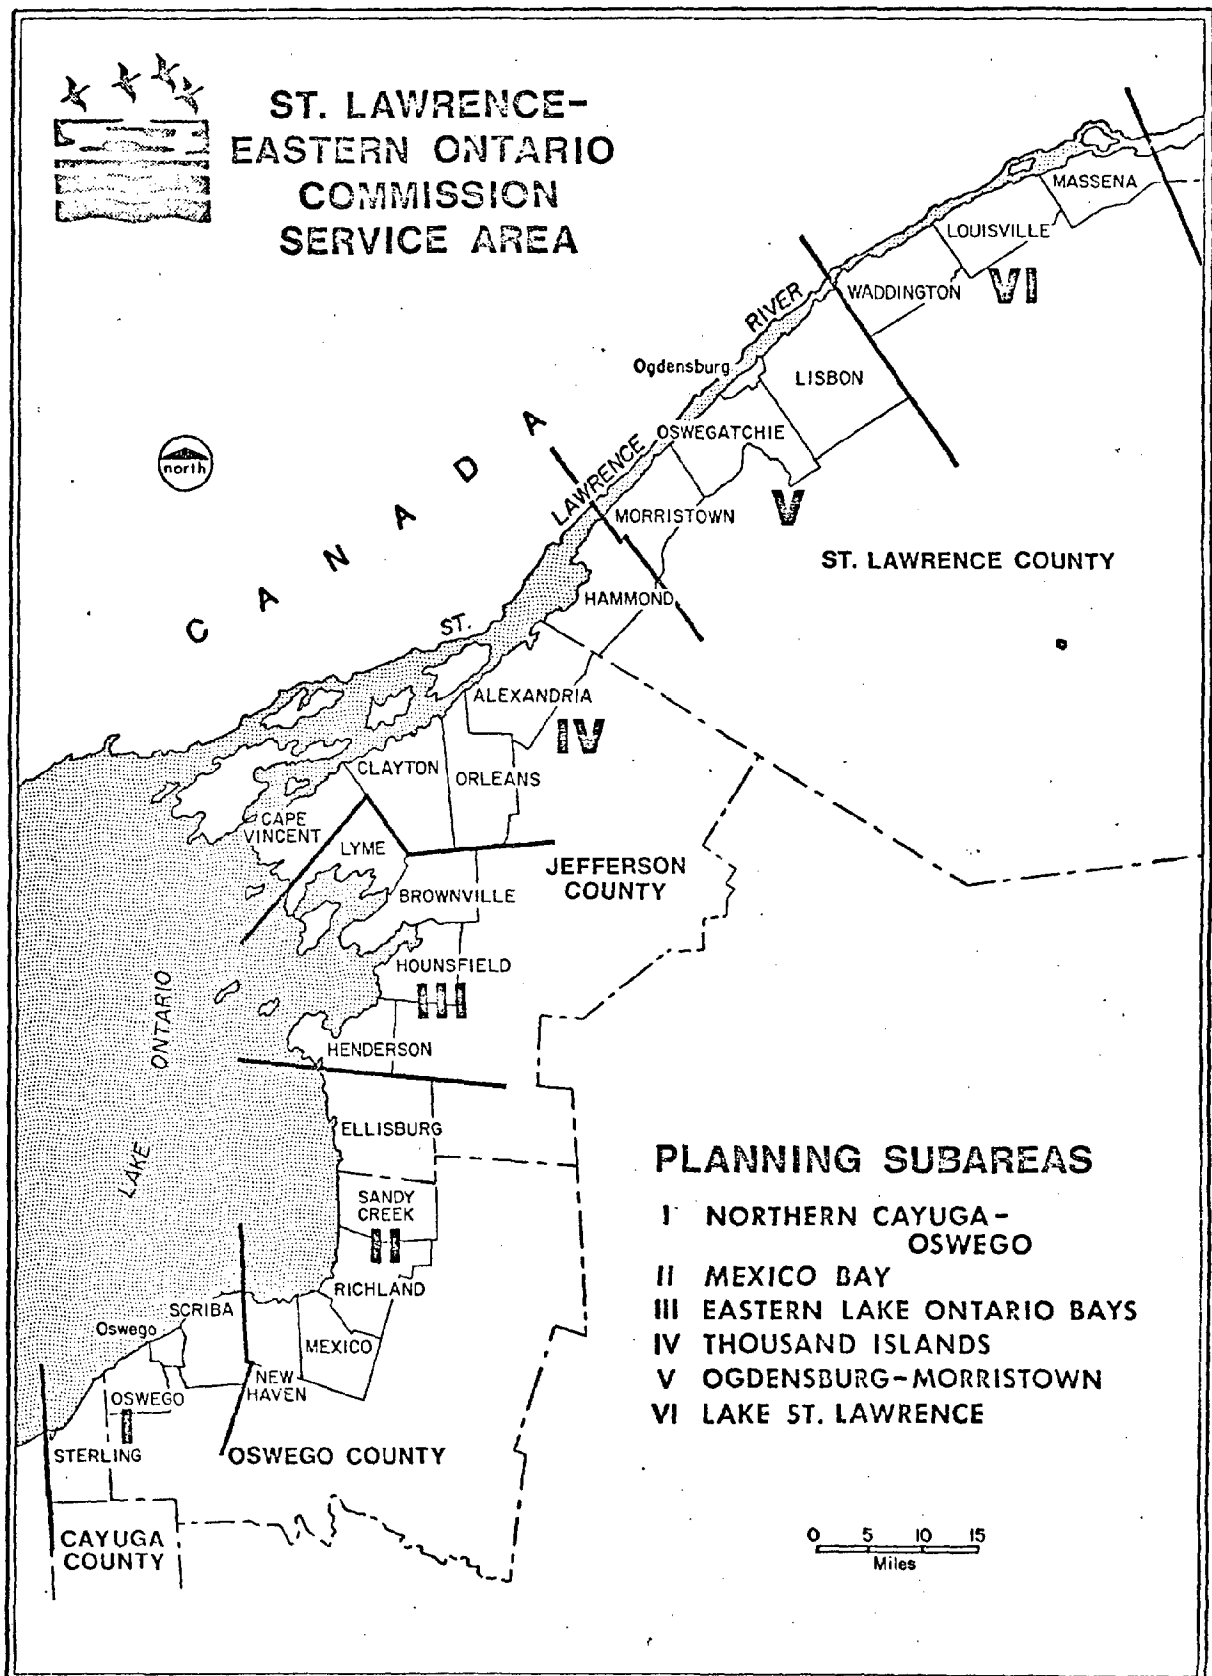 ST. LAWRENCE-
EASTERN ONTARIO
COMMISSION
SERVICE AREA
MASSENA
LOUISVILLE
WADDINGTON
VI
RIVER
Ogdensburg
LISBON
OSWEGATCHIE
north
CANADA
LAWRENCE
MORRISTOWN
V
ST. LAWRENCE COUNTY
HAMMOND
ST.
ALEXANDRIA
IV
CLAYTON
ORLEANS
CAPE
VINCENT
LYME
JEFFERSON
COUNTY
BROWNVILLE
HOUNSFIELD
III
ONTARIO
HENDERSON
LAKE
ELLISBURG
SANDY
CREEK
II
RICHLAND
SCRIBA
Oswego
MEXICO
NEW
HAVEN
OSWEGO
I
STERLING
OSWEGO COUNTY
CAYUGA
COUNTY
PLANNING SUBAREAS
I NORTHERN CAYUGA-
OSWEGO
II MEXICO BAY
III EASTERN LAKE ONTARIO BAYS
IV THOUSAND ISLANDS
V OGDENSBURG-MORRISTOWN
VI LAKE ST. LAWRENCE
0 5 10 15
Miles